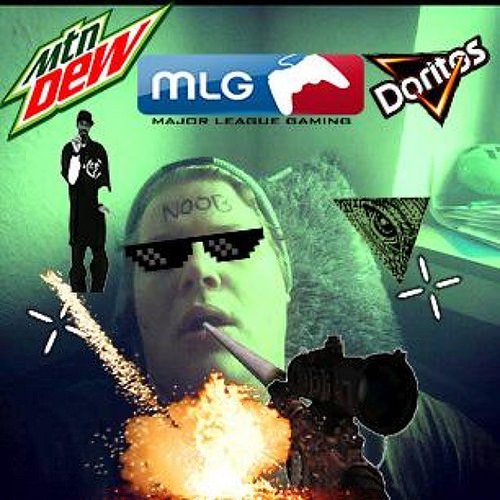 Mtn
DEW
MLG
MAJOR LEAGUE GAMING
Doritos
NOOB